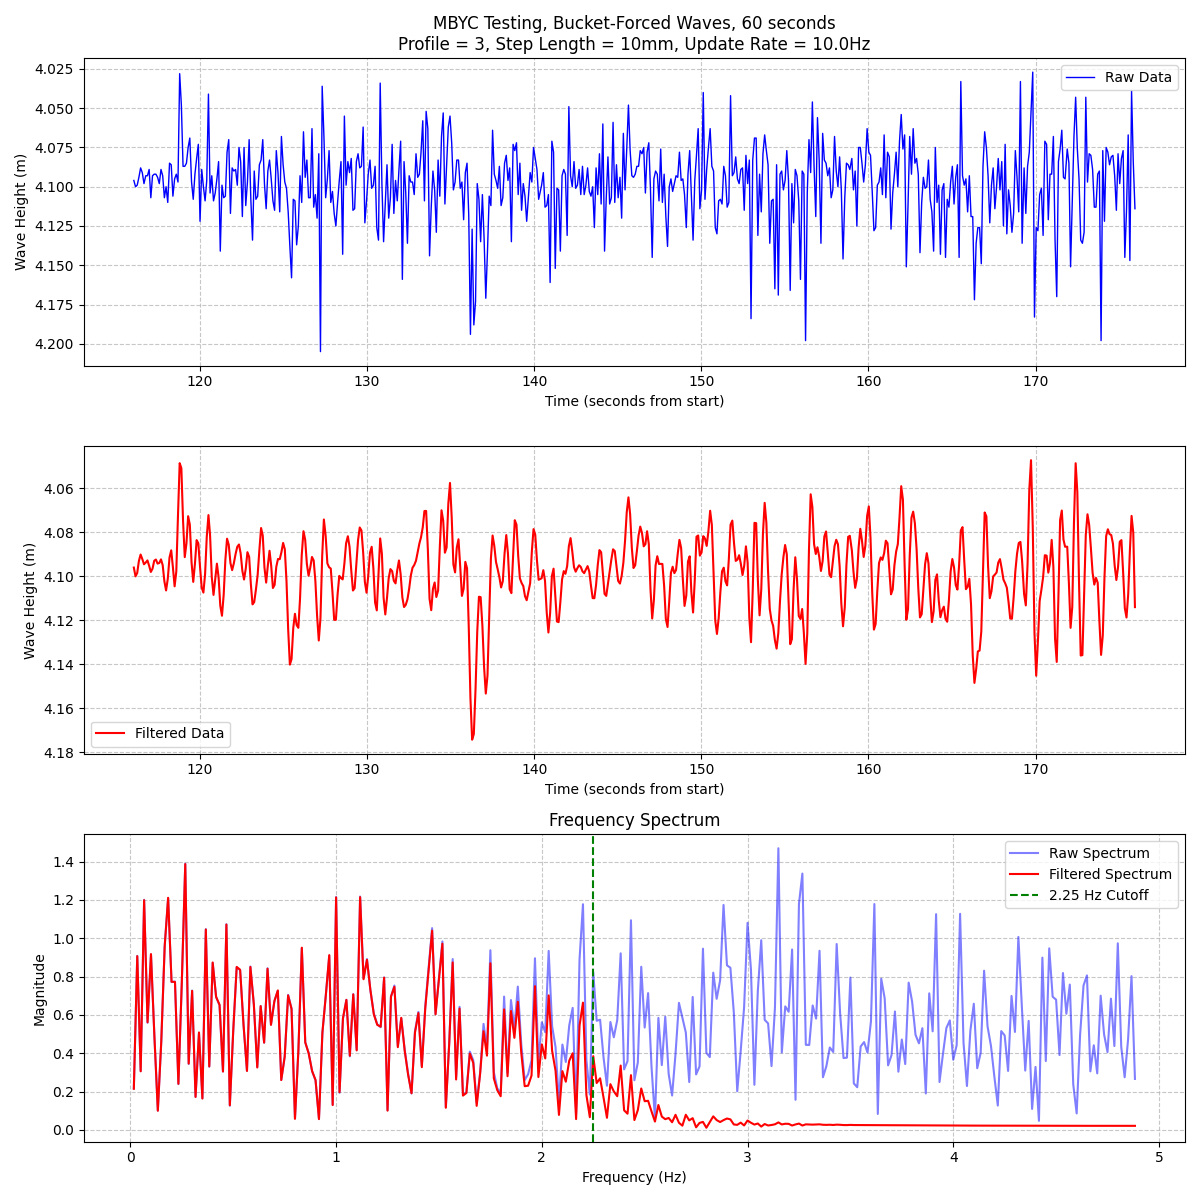 MBYC Testing, Bucket-Forced Waves, 60 seconds
Profile = 3, Step Length = 10mm, Update Rate = 10.0Hz
Wave Height (m)
4.025
4.050
4.075
4.100
4.125
4.150
4.175
4.200
Raw Data
120 130 140 150 160 170
Time (seconds from start)
Wave Height (m)
4.06
4.08
4.10
4.12
4.14
4.16
4.18
Filtered Data
120 130 140 150 160 170
Time (seconds from start)
Frequency Spectrum
Magnitude
1.4
1.2
1.0
0.8
0.6
0.4
0.2
0.0
Raw Spectrum
Filtered Spectrum
2.25 Hz Cutoff
0 1 2 3 4 5
Frequency (Hz)